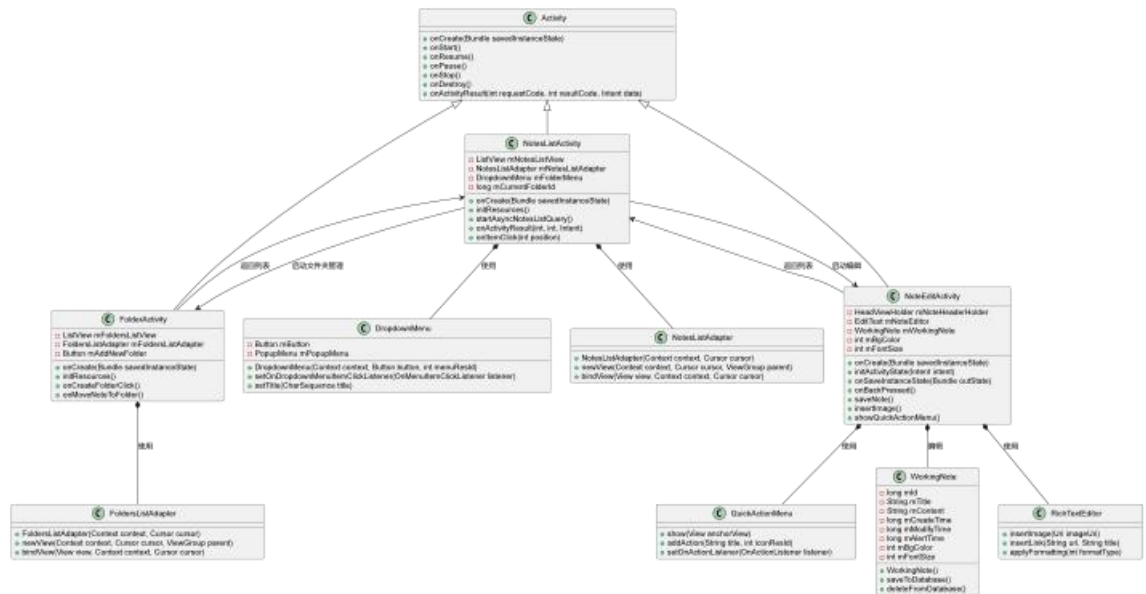 C Activity
onCreate(Bundle savedInstanceState)
onStart()
onResume()
onPause()
onStop()
onDestroy()
onActivityResult(int requestCode, int resultCode, Intent data)
C NotesListActivity
ListView mNotesListView
NotesListAdapter mNotesListAdapter
DropdownMenu mFolderMenu
long mCurrentFolderId
onCreate(Bundle savedInstanceState)
initResources()
startAsyncNotesListQuery()
onActivityResult(int, int, Intent)
onItemClick(int position)
返回列表
启动文件夹管理
使用
使用
返回列表
启动编辑
C FolderActivity
ListView mFoldersListView
FoldersListAdapter mFoldersListAdapter
Button mAddNewFolder
onCreate(Bundle savedInstanceState)
initResources()
onCreateFolderClick()
onMoveNoteToFolder()
C DropdownMenu
Button mButton
PopupMenu mPopupMenu
DropdownMenu(Context context, Button button, int menuResId)
setOnDropdownMenuItemClickListener(OnMenuItemClickListener listener)
setTitle(CharSequence title)
C NotesListAdapter
NotesListAdapter(Context context, Cursor cursor)
newView(Context context, Cursor cursor, ViewGroup parent)
bindView(View view, Context context, Cursor cursor)
C NoteEditActivity
HeadViewHolder mNoteHeaderHolder
EditText mNoteEditor
WorkingNote mWorkingNote
int mBgColor
int mFontSize
onCreate(Bundle savedInstanceState)
initActivityState(Intent intent)
onSaveInstanceState(Bundle outState)
onBackPressed()
saveNote()
insertImage()
showQuickActionMenu()
使用
使用
编辑
使用
C FoldersListAdapter
FoldersListAdapter(Context context, Cursor cursor)
newView(Context context, Cursor cursor, ViewGroup parent)
bindView(View view, Context context, Cursor cursor)
C QuickActionMenu
show(View anchorView)
addAction(String title, int iconResId)
setOnActionListener(OnActionListener listener)
C WorkingNote
long mId
String mTitle
String mContent
long mCreateTime
long mModifyTime
long mAlertTime
int mBgColor
int mFontSize
WorkingNote()
saveToDatabase()
deleteFromDatabase()
C RichTextEditor
insertImage(Uri imageUri)
insertLink(String url, String title)
applyFormatting(int formatType)